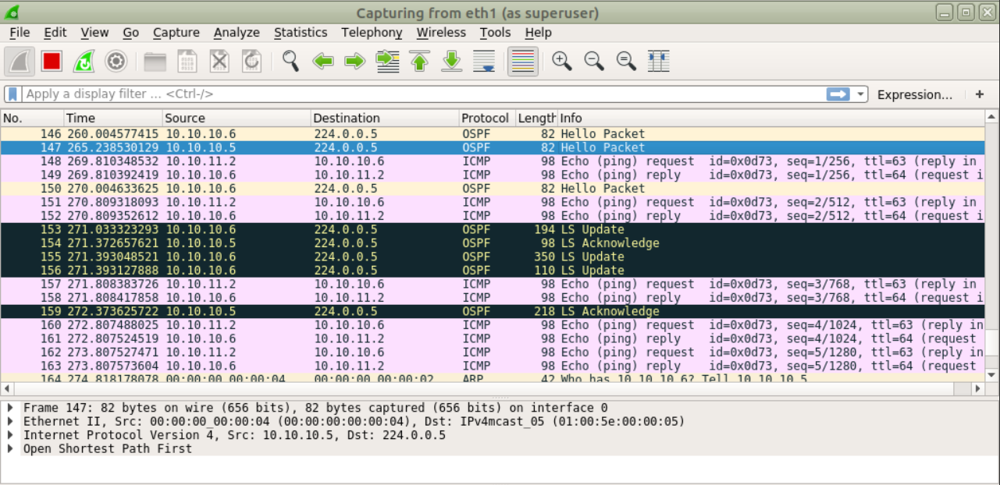 Capturing from eth1 (as superuser)
File Edit View Go Capture Analyze Statistics Telephony Wireless Tools Help
Apply a display filter ... <Ctrl-/> Expression... +
No. Time Source Destination Protocol Length Info
146 260.004577415 10.10.10.6 224.0.0.5 OSPF 82 Hello Packet
147 265.238530129 10.10.10.5 224.0.0.5 OSPF 82 Hello Packet
148 269.810348532 10.10.11.2 10.10.10.6 ICMP 98 Echo (ping) request id=0x0d73, seq=1/256, ttl=63 (reply in
149 269.810392419 10.10.10.6 10.10.11.2 ICMP 98 Echo (ping) reply id=0x0d73, seq=1/256, ttl=64 (request i
150 270.004633625 10.10.10.6 224.0.0.5 OSPF 82 Hello Packet
151 270.809318093 10.10.11.2 10.10.10.6 ICMP 98 Echo (ping) request id=0x0d73, seq=2/512, ttl=63 (reply in
152 270.809352612 10.10.10.6 10.10.11.2 ICMP 98 Echo (ping) reply id=0x0d73, seq=2/512, ttl=64 (request i
153 271.033323293 10.10.10.6 224.0.0.5 OSPF 194 LS Update
154 271.372657621 10.10.10.5 224.0.0.5 OSPF 98 LS Acknowledge
155 271.393048521 10.10.10.6 224.0.0.5 OSPF 350 LS Update
156 271.393127888 10.10.10.6 224.0.0.5 OSPF 110 LS Update
157 271.808383726 10.10.11.2 10.10.10.6 ICMP 98 Echo (ping) request id=0x0d73, seq=3/768, ttl=63 (reply in
158 271.808417858 10.10.10.6 10.10.11.2 ICMP 98 Echo (ping) reply id=0x0d73, seq=3/768, ttl=64 (request i
159 272.373625722 10.10.10.5 224.0.0.5 OSPF 218 LS Acknowledge
160 272.807488025 10.10.11.2 10.10.10.6 ICMP 98 Echo (ping) request id=0x0d73, seq=4/1024, ttl=63 (reply in
161 272.807524519 10.10.10.6 10.10.11.2 ICMP 98 Echo (ping) reply id=0x0d73, seq=4/1024, ttl=64 (request
162 273.807527471 10.10.11.2 10.10.10.6 ICMP 98 Echo (ping) request id=0x0d73, seq=5/1280, ttl=63 (reply in
163 273.807573604 10.10.10.6 10.10.11.2 ICMP 98 Echo (ping) reply id=0x0d73, seq=5/1280, ttl=64 (request
164 274.818178078 00:00:00_00:00:04 00:00:00_00:00:02 ARP 42 Who has 10.10.10.6? Tell 10.10.10.5
Frame 147: 82 bytes on wire (656 bits), 82 bytes captured (656 bits) on interface 0
Ethernet II, Src: 00:00:00_00:00:04 (00:00:00:00:00:04), Dst: IPv4mcast_05 (01:00:5e:00:00:05)
Internet Protocol Version 4, Src: 10.10.10.5, Dst: 224.0.0.5
Open Shortest Path First